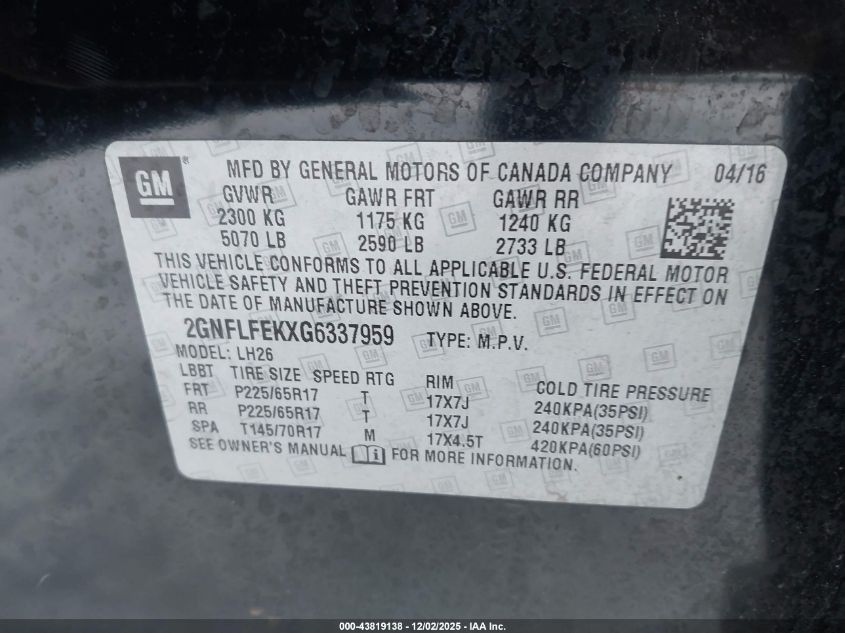 GM ® MFD BY GENERAL MOTORS OF CANADA COMPANY 04/16
GVWR GAWR FRT GAWR RR
2300 KG 1175 KG 1240 KG
5070 LB 2590 LB 2733 LB
THIS VEHICLE CONFORMS TO ALL APPLICABLE U.S. FEDERAL MOTOR
VEHICLE SAFETY AND THEFT PREVENTION STANDARDS IN EFFECT ON
THE DATE OF MANUFACTURE SHOWN ABOVE.
2GNFLFEKXG6337959 TYPE: M.P.V.
MODEL: LH26
LBBT TIRE SIZE SPEED RTG RIM COLD TIRE PRESSURE
FRT P225/65R17 T 17X7J 240KPA(35PSI)
RR P225/65R17 T 17X7J 240KPA(35PSI)
SPA T145/70R17 M 17X4.5T 420KPA(60PSI)
SEE OWNER'S MANUAL FOR MORE INFORMATION.
000-43819138 - 12/02/2025 - IAA Inc.